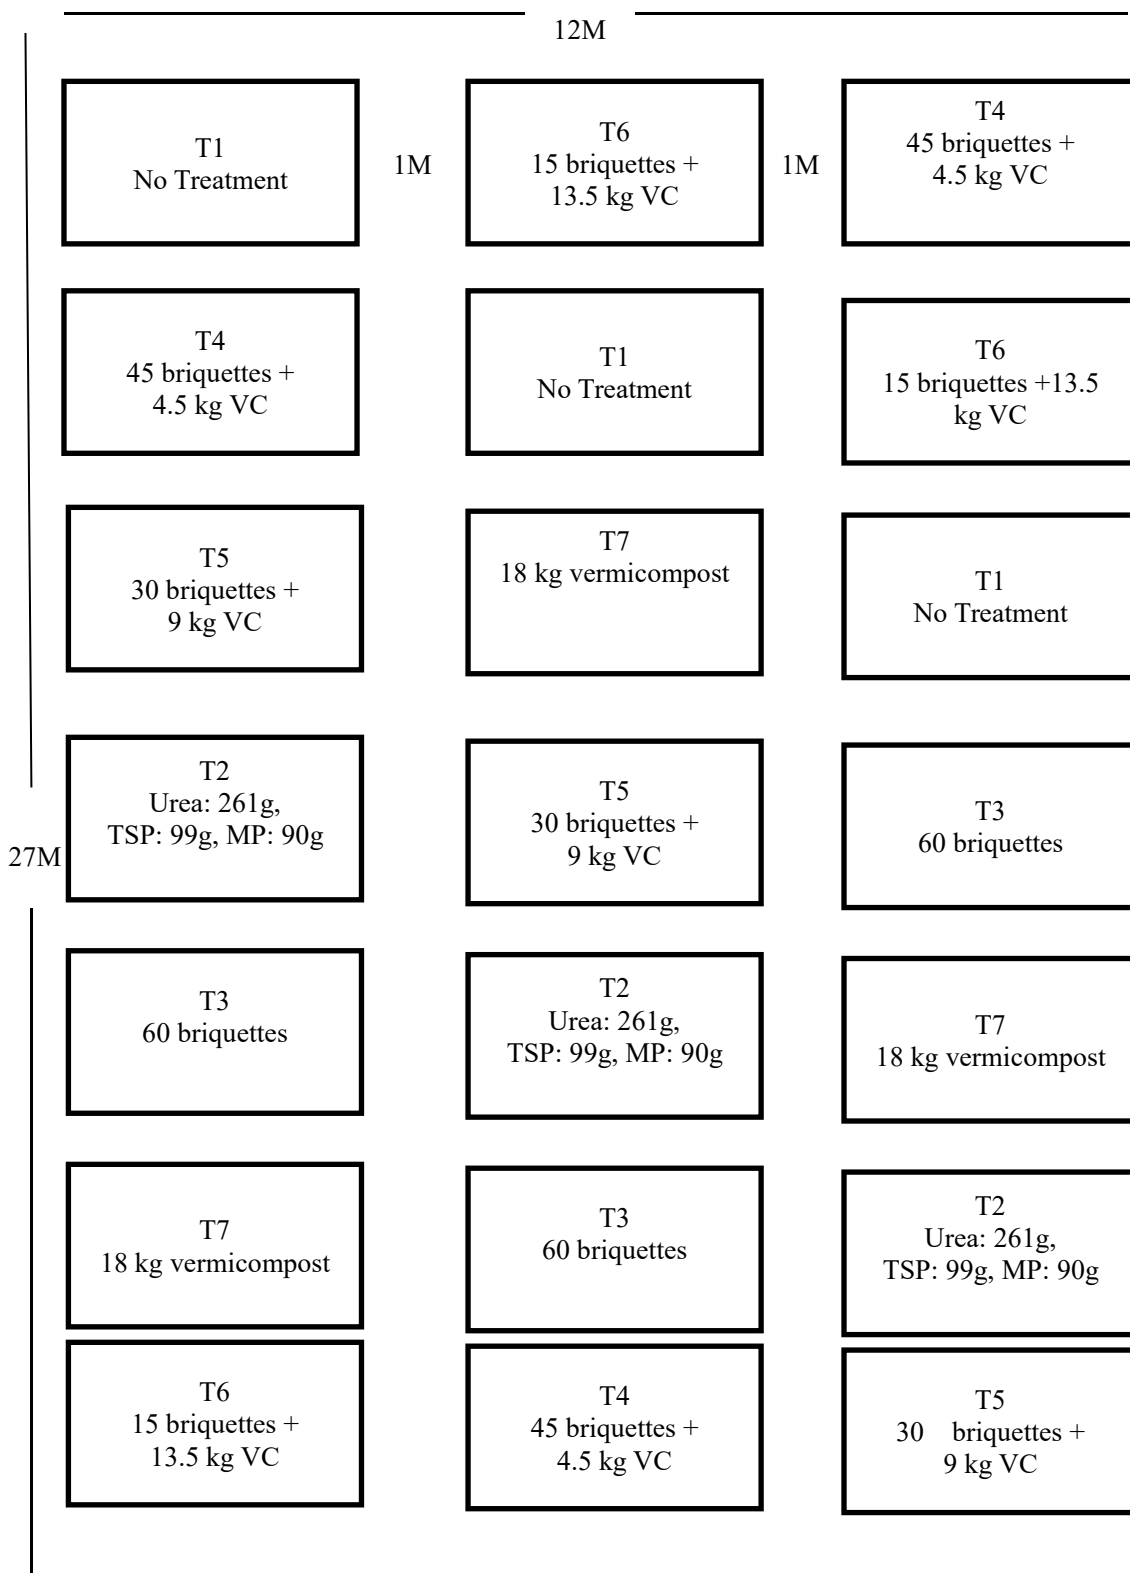 12M
T1
No Treatment
1M
T6
15 briquettes +
13.5 kg VC
1M
T4
45 briquettes +
4.5 kg VC
T4
45 briquettes +
4.5 kg VC
T1
No Treatment
T6
15 briquettes +13.5
kg VC
T5
30 briquettes +
9 kg VC
T7
18 kg vermicompost
T1
No Treatment
27M
T2
Urea: 261g,
TSP: 99g, MP: 90g
T5
30 briquettes +
9 kg VC
T3
60 briquettes
T3
60 briquettes
T2
Urea: 261g,
TSP: 99g, MP: 90g
T7
18 kg vermicompost
T7
18 kg vermicompost
T3
60 briquettes
T2
Urea: 261g,
TSP: 99g, MP: 90g
T6
15 briquettes +
13.5 kg VC
T4
45 briquettes +
4.5 kg VC
T5
30 briquettes +
9 kg VC